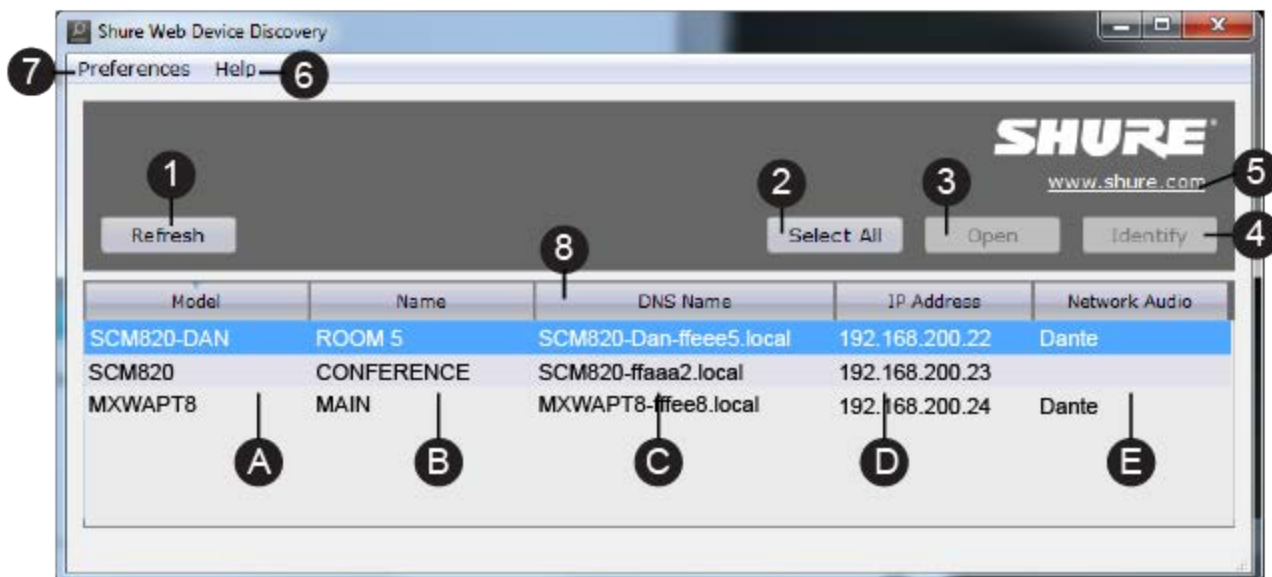 Shure Web Device Discovery
7 Preferences Help 6
SHURE
1 2 3 www.shure.com 5
Refresh Select All Open Identify 4
8
Model Name DNS Name IP Address Network Audio
SCM820-DAN ROOM 5 SCM820-Dan-ffeee5.local 192.168.200.22 Dante
SCM820 CONFERENCE SCM820-ffaaa2.local 192.168.200.23
MXWAPT8 MAIN MXWAPT8-fffee8.local 192.168.200.24 Dante
A B C D E